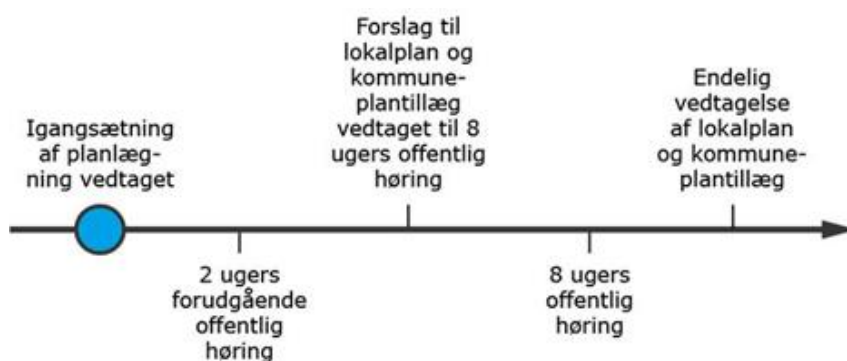 Igangsætning
af planlæg-
ning vedtaget
2 ugers
forudgående
offentlig
høring
Forslag til
lokalplan og
kommune-
plantillæg
vedtaget til 8
ugers offentlig
høring
8 ugers
offentlig
høring
Endelig
vedtagelse
af lokalplan
og kommune-
plantillæg